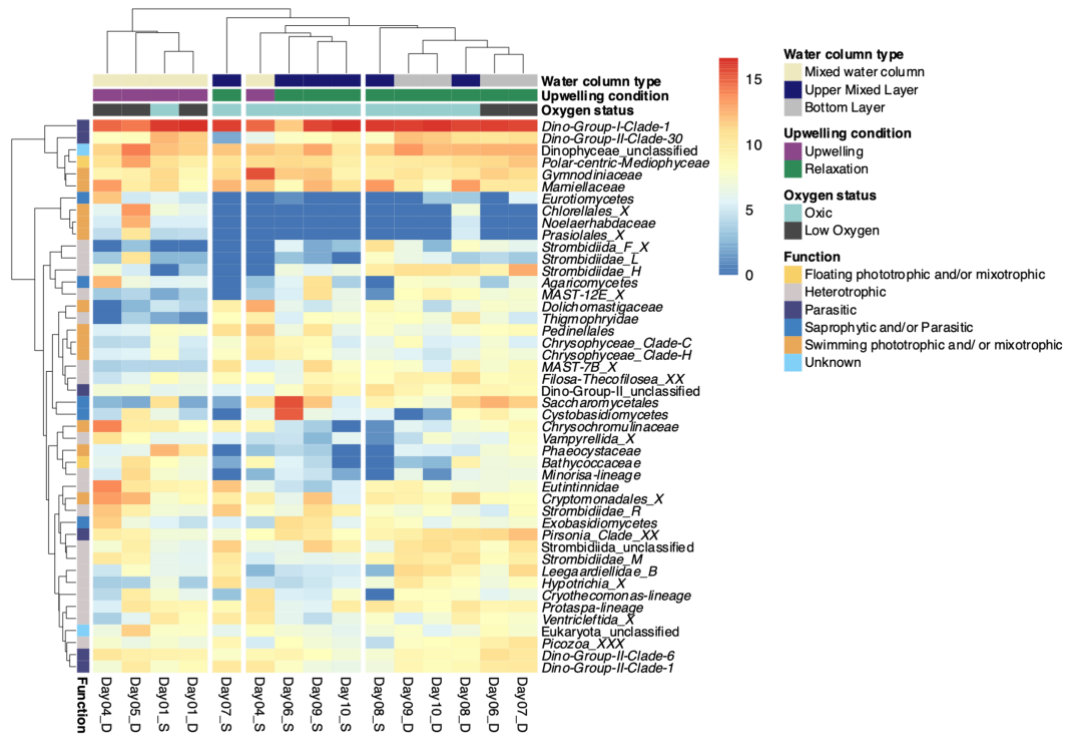 Water column type
Upwelling condition
Oxygen status
Dino-Group-I-Clade-1
Dino-Group-II-Clade-30
Dinophyceae_unclassified
Polar-centric-Mediophyceae
Gymnodiniaceae
Mamiellaceae
Eurotiomycetes
Chlorellales_X
Noelaerhabdaceae
Prasiolales_X
Strombidiida_F_X
Strombidiidae_L
Strombidiidae_H
Agaricomycetes
MAST-12E_X
Dolichomastigaceae
Thigmophryidae
Pedinellales
Chrysophyceae_Clade-C
Chrysophyceae_Clade-H
MAST-7B_X
Filosa-Thecofilosea_XX
Dino-Group-II_unclassified
Saccharomycetales
Cystobasidiomycetes
Chrysochromulinaceae
Vampyrellida_X
Phaeocystaceae
Bathycoccaceae
Minorisa-lineage
Eutintinnidae
Cryptomonadales_X
Strombidiidae_R
Exobasidiomycetes
Pirsonia_Clade_XX
Strombidiida_unclassified
Strombidiidae_M
Leegaardiellidae_B
Hypotrichia_X
Cryothecomonas-lineage
Protaspa-lineage
Ventricleftida_X
Eukaryota_unclassified
Picozoa_XXX
Dino-Group-II-Clade-6
Dino-Group-II-Clade-1
Function
Day04_D
Day05_D
Day01_S
Day01_D
Day07_S
Day04_S
Day06_S
Day09_S
Day10_S
Day08_S
Day09_D
Day10_D
Day08_D
Day06_D
Day07_D
15
10
5
0
Water column type
Mixed water column
Upper Mixed Layer
Bottom Layer
Upwelling condition
Upwelling
Relaxation
Oxygen status
Oxic
Low Oxygen
Function
Floating phototrophic and/or mixotrophic
Heterotrophic
Parasitic
Saprophytic and/or Parasitic
Swimming phototrophic and/ or mixotrophic
Unknown